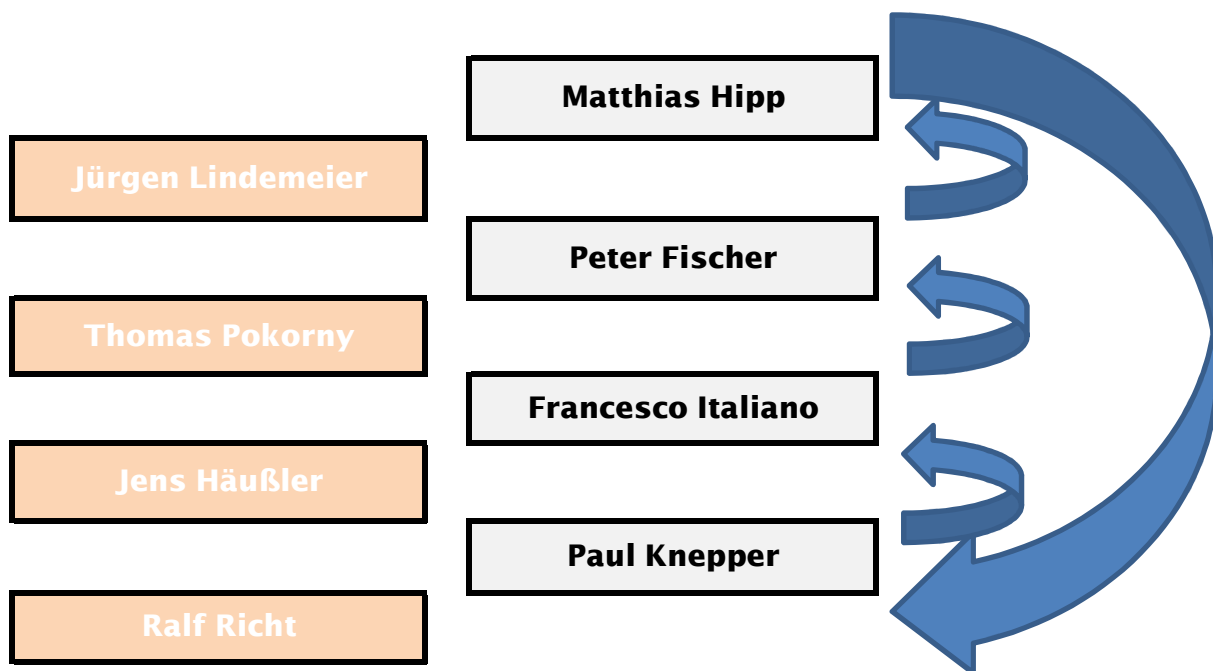 Matthias Hipp
Jürgen Lindemeier
Peter Fischer
Thomas Pokorny
Francesco Italiano
Jens Häußler
Paul Knepper
Ralf Richt